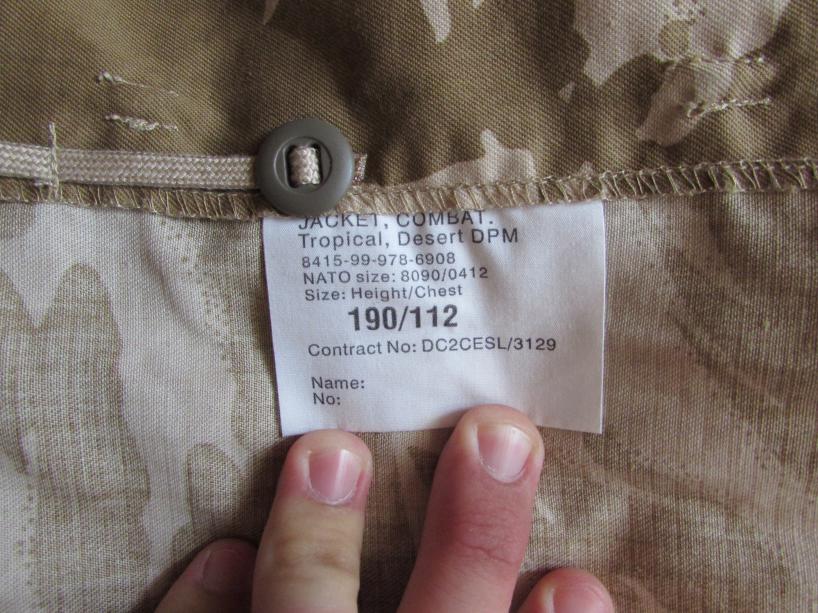 JACKET, COMBAT.
Tropical, Desert DPM
8415-99-978-6908
NATO size: 8090/0412
Size: Height/Chest
190/112
Contract No: DC2CESL/3129
Name:
No: